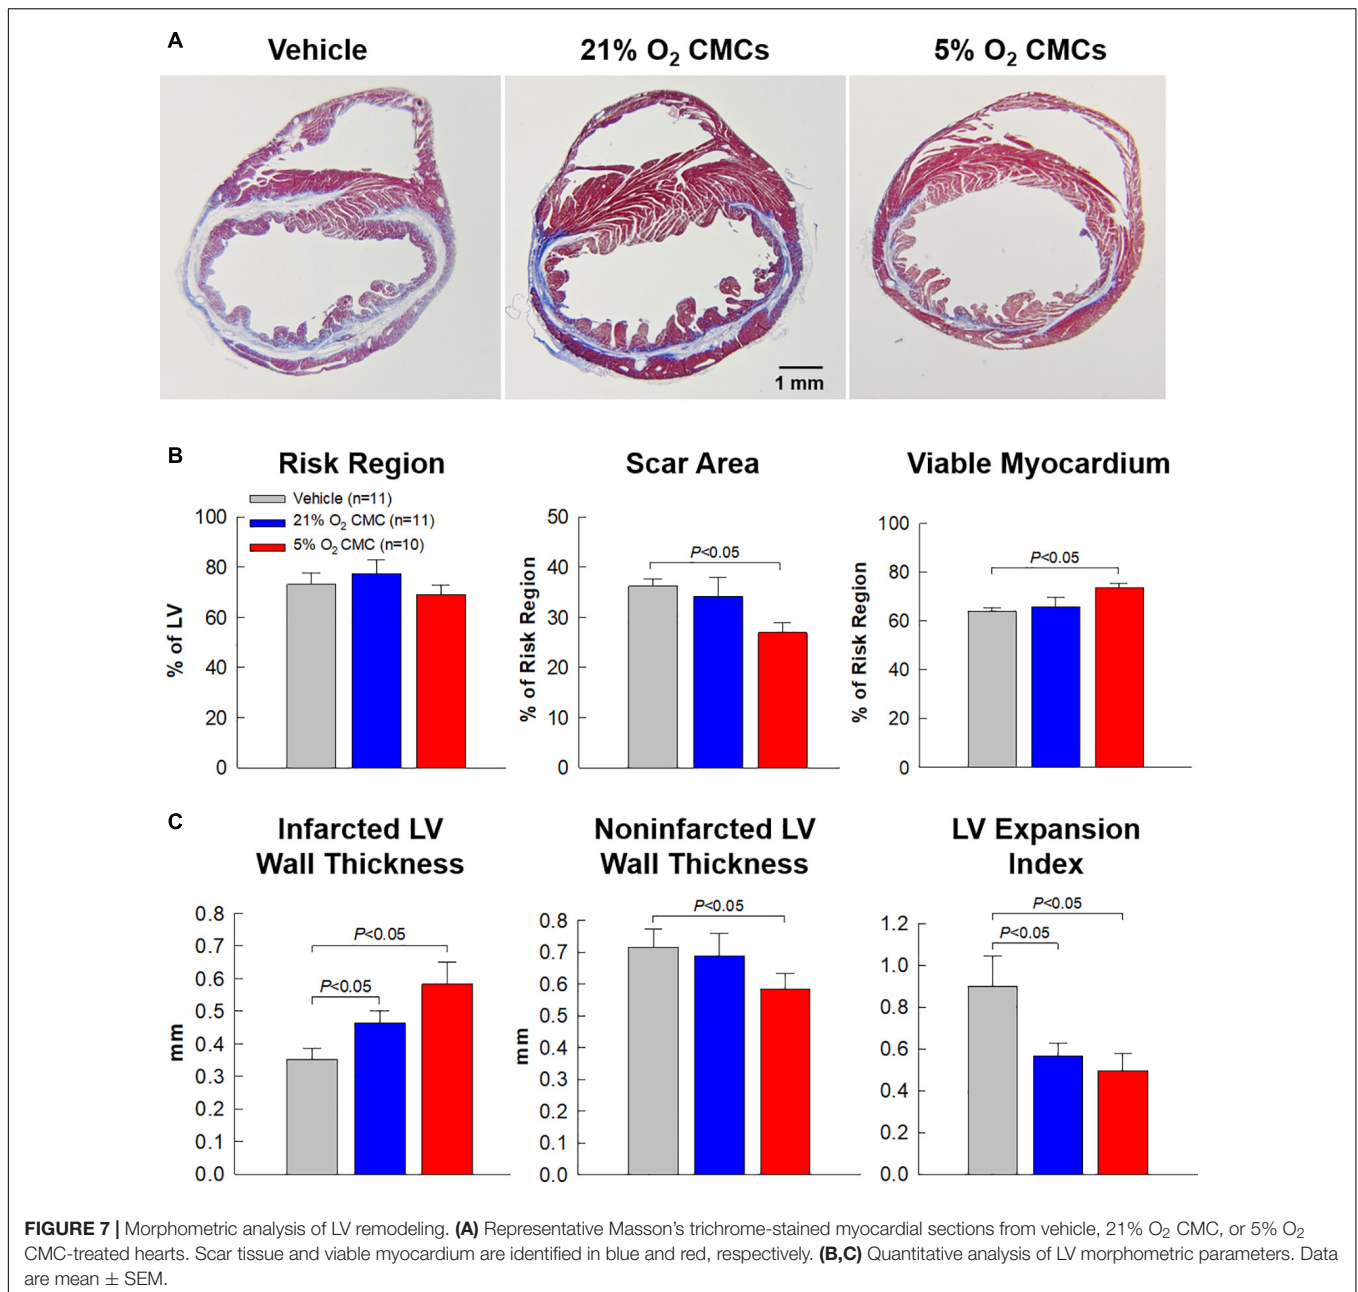 A
Vehicle
21% O₂ CMCs
5% O₂ CMCs
1 mm
B
Risk Region
Scar Area
Viable Myocardium
Vehicle (n=11)
21% O₂ CMC (n=11)
5% O₂ CMC (n=10)
% of LV
100
80
60
40
20
0
% of Risk Region
50
40
30
20
10
0
P<0.05
% of Risk Region
100
80
60
40
20
0
P<0.05
C
Infarcted LV
Wall Thickness
Noninfarcted LV
Wall Thickness
LV Expansion
Index
mm
0.8
0.7
0.6
0.5
0.4
0.3
0.2
0.1
0.0
P<0.05
P<0.05
mm
0.8
0.7
0.6
0.5
0.4
0.3
0.2
0.1
0.0
P<0.05
1.2
1.0
0.8
0.6
0.4
0.2
0.0
P<0.05
P<0.05
FIGURE 7 | Morphometric analysis of LV remodeling. (A) Representative Masson's trichrome-stained myocardial sections from vehicle, 21% O₂ CMC, or 5% O₂
CMC-treated hearts. Scar tissue and viable myocardium are identified in blue and red, respectively. (B,C) Quantitative analysis of LV morphometric parameters. Data
are mean ± SEM.